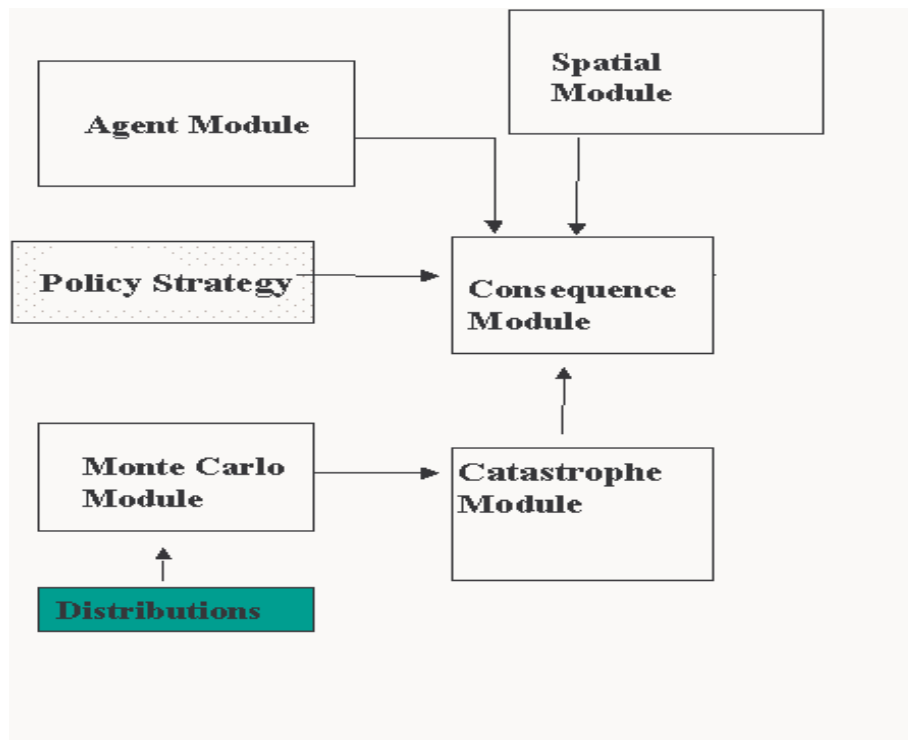 Spatial
Module
Agent Module
Policy Strategy
Consequence
Module
Monte Carlo
Module
Catastrophe
Module
Distributions